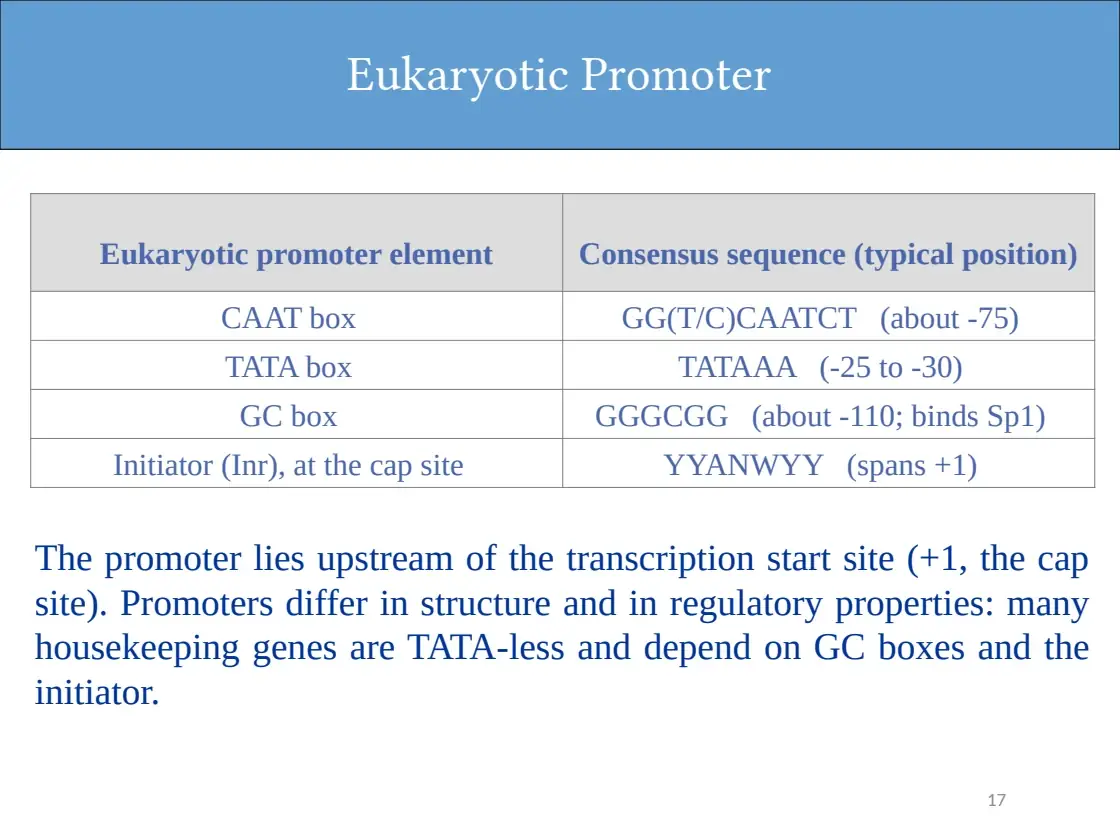 Eukaryotic Promoter
Eukaryotic promoter element Consensus sequence (typical position)
CAAT box GG(T/C)CAATCT (about -75)
TATA box TATAAA (-25 to -30)
GC box GGGCGG (about -110; binds Sp1)
Initiator (Inr), at the cap site YYANWYY (spans +1)
The promoter lies upstream of the transcription start site (+1, the cap
site). Promoters differ in structure and in regulatory properties: many
housekeeping genes are TATA-less and depend on GC boxes and the
initiator.
17